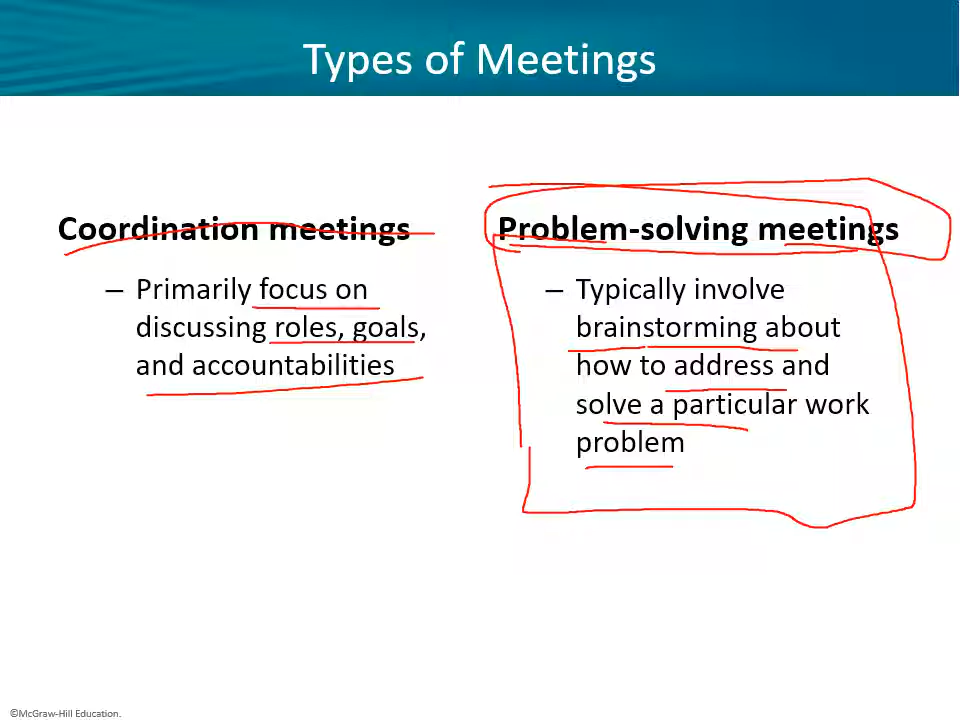 Types of Meetings
Coordination meetings
– Primarily focus on
discussing roles, goals,
and accountabilities
Problem-solving meetings
– Typically involve
brainstorming about
how to address and
solve a particular work
problem
©McGraw-Hill Education.